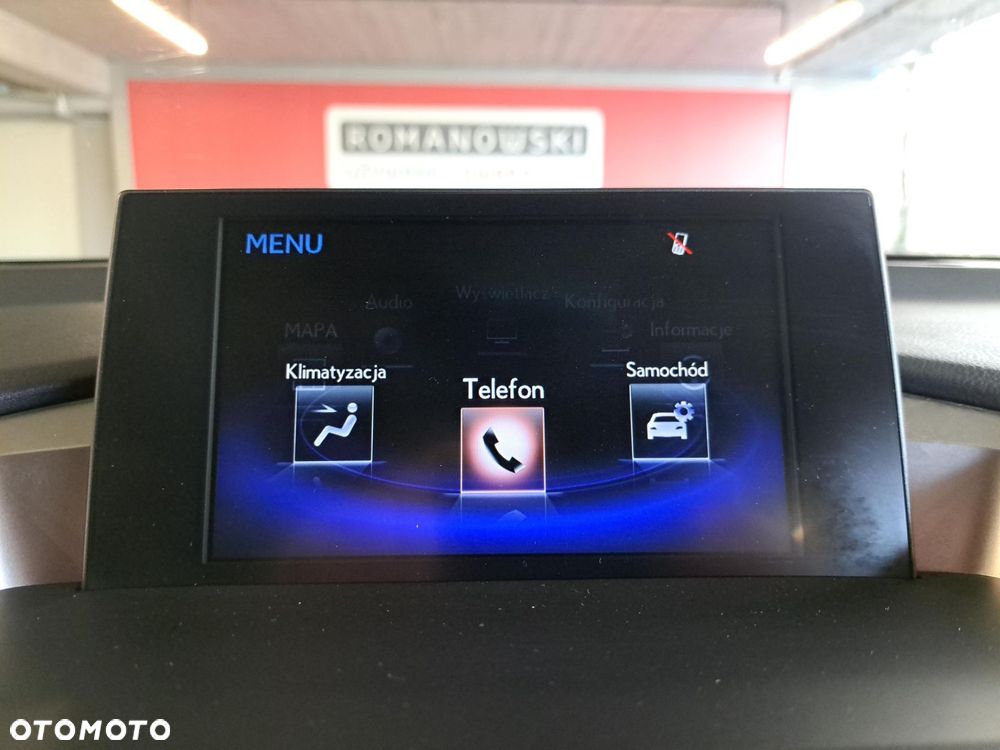 ROMANOWSKI
MENU
Audio
Wyświetlacz
Konfiguracja
MAPA
Informacje
Klimatyzacja
Telefon
Samochód
OTOMOTO